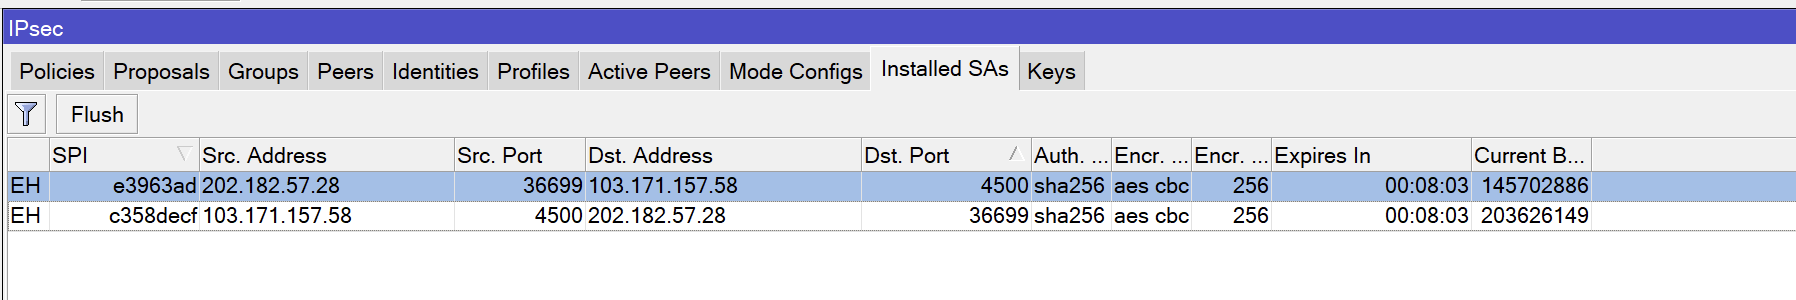 IPsec
Policies Proposals Groups Peers Identities Profiles Active Peers Mode Configs Installed SAs Keys
Flush
SPI Src. Address Src. Port Dst. Address Dst. Port Auth. ... Encr. ... Encr. ... Expires In Current B...
EH e3963ad 202.182.57.28 36699 103.171.157.58 4500 sha256 aes cbc 256 00:08:03 145702886
EH c358decf 103.171.157.58 4500 202.182.57.28 36699 sha256 aes cbc 256 00:08:03 203626149